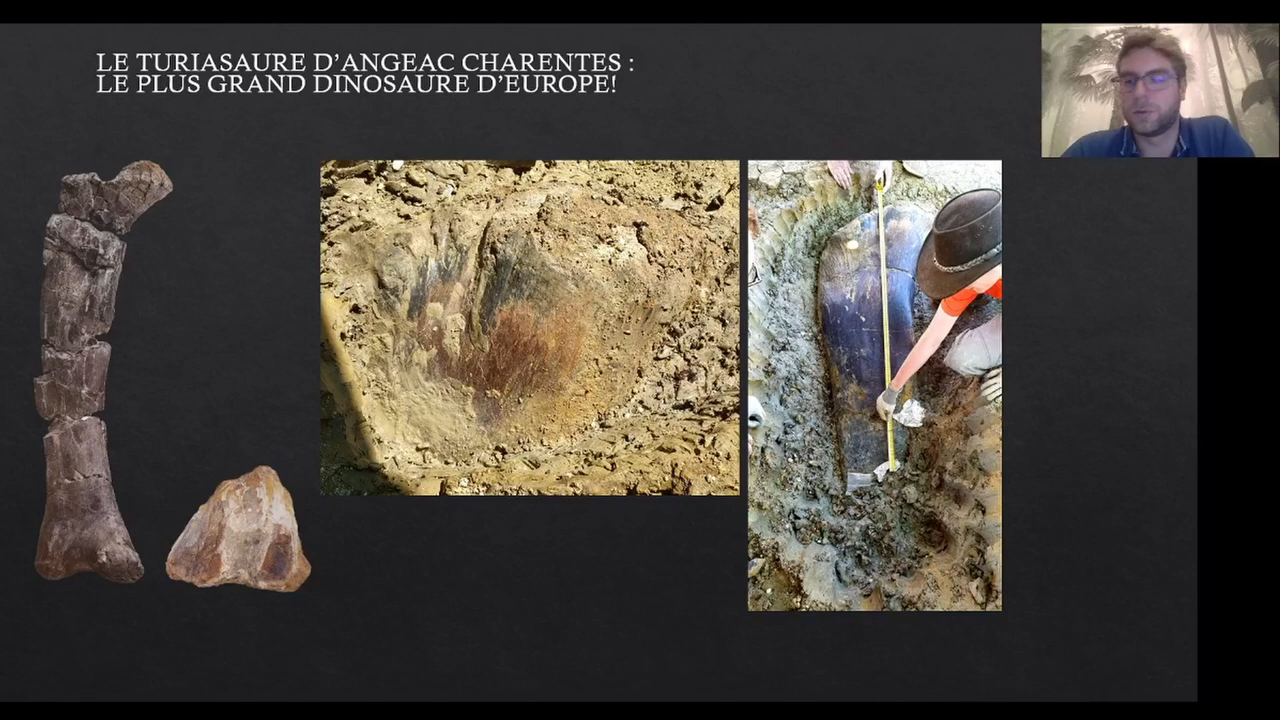 LE TURIASAURE D'ANGEAC CHARENTES :
LE PLUS GRAND DINOSAURE D'EUROPE!